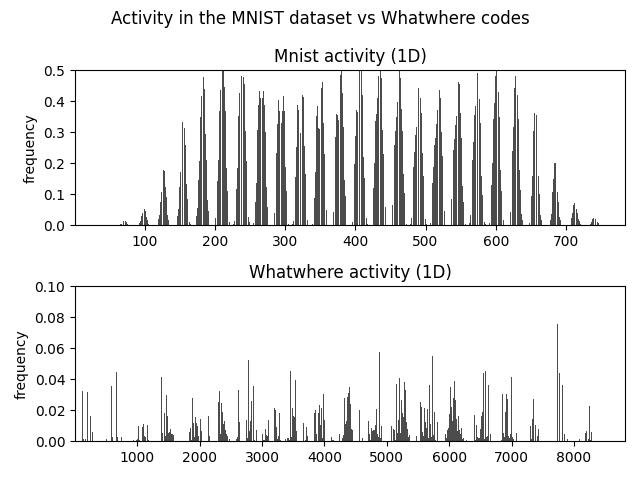 Activity in the MNIST dataset vs Whatwhere codes
Mnist activity (1D)
0.5
0.4
0.3
0.2
0.1
0.0
frequency
100 200 300 400 500 600 700
Whatwhere activity (1D)
0.10
0.08
0.06
0.04
0.02
0.00
frequency
1000 2000 3000 4000 5000 6000 7000 8000